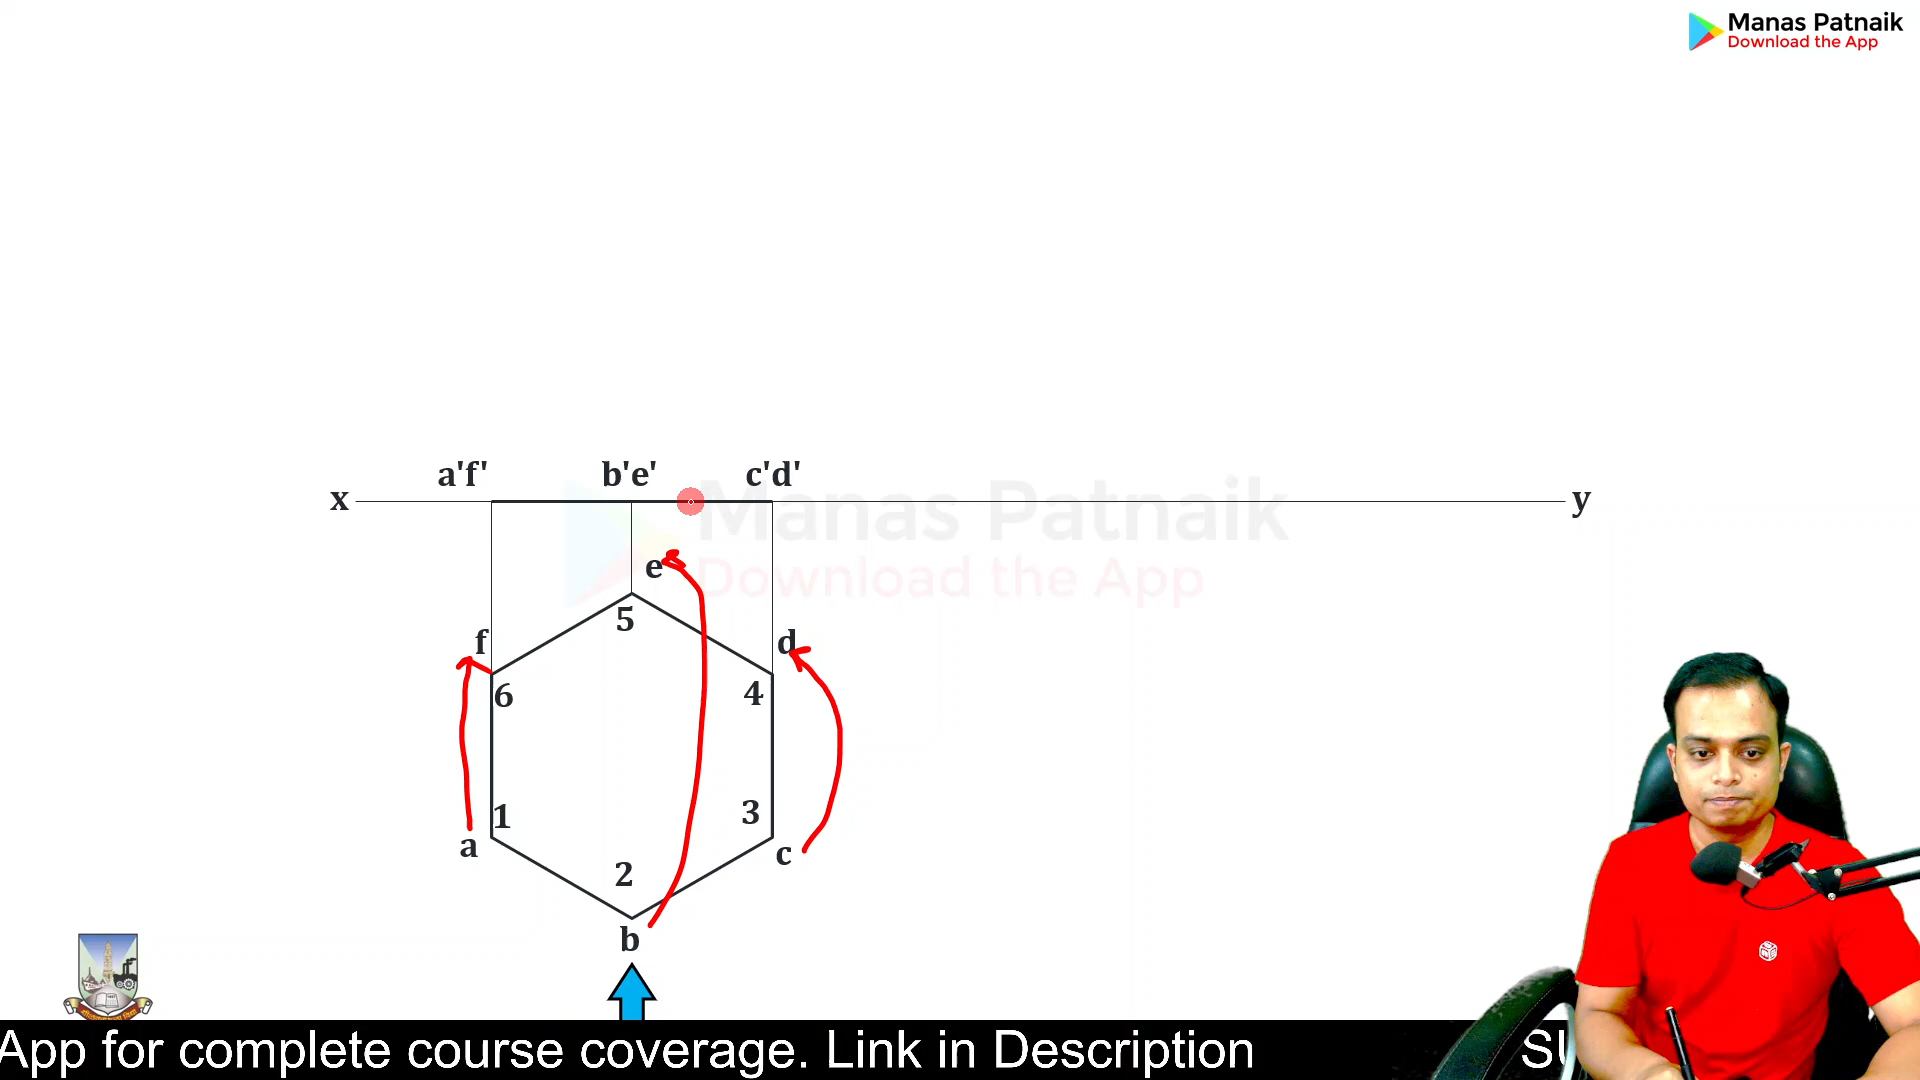 Manas Patnaik
Download the App
a'f' b'e' c'd'
x y
Manas Patnaik
Download the App
e
5
f d
6 4
1 3
a c
2
b
App for complete course coverage. Link in Description